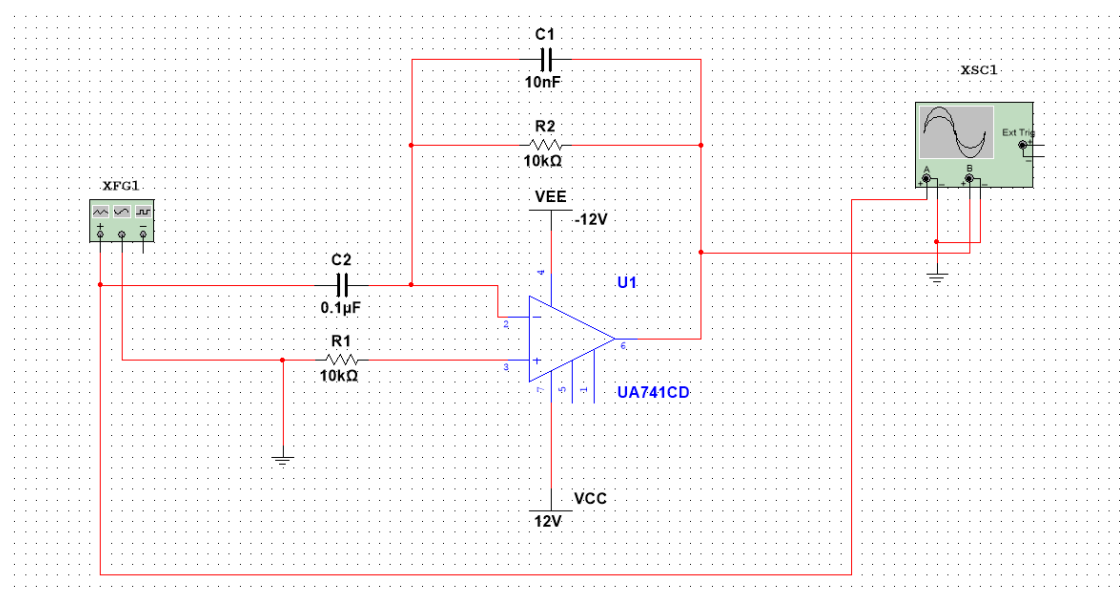 C1
10nF
XSC1
Ext Trig
+
−
A
B
+
−
+
−
R2
10kΩ
XFG1
+
−
VEE
-12V
4
C2
0.1µF
U1
2
−
6
R1
10kΩ
3
+
7
5
1
UA741CD
VCC
12V